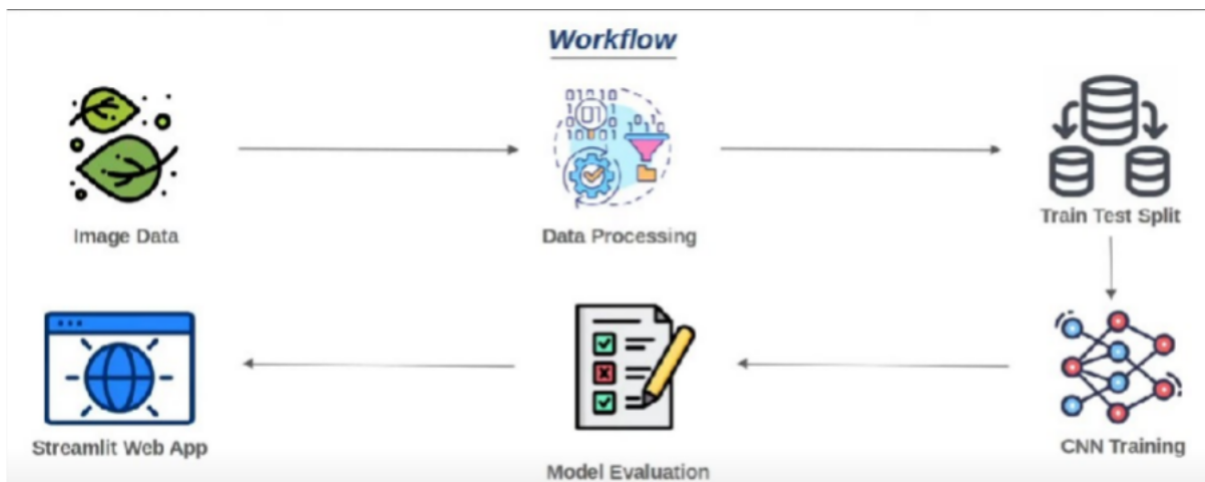 Workflow
Image Data
Data Processing
Train Test Split
Streamlit Web App
Model Evaluation
CNN Training